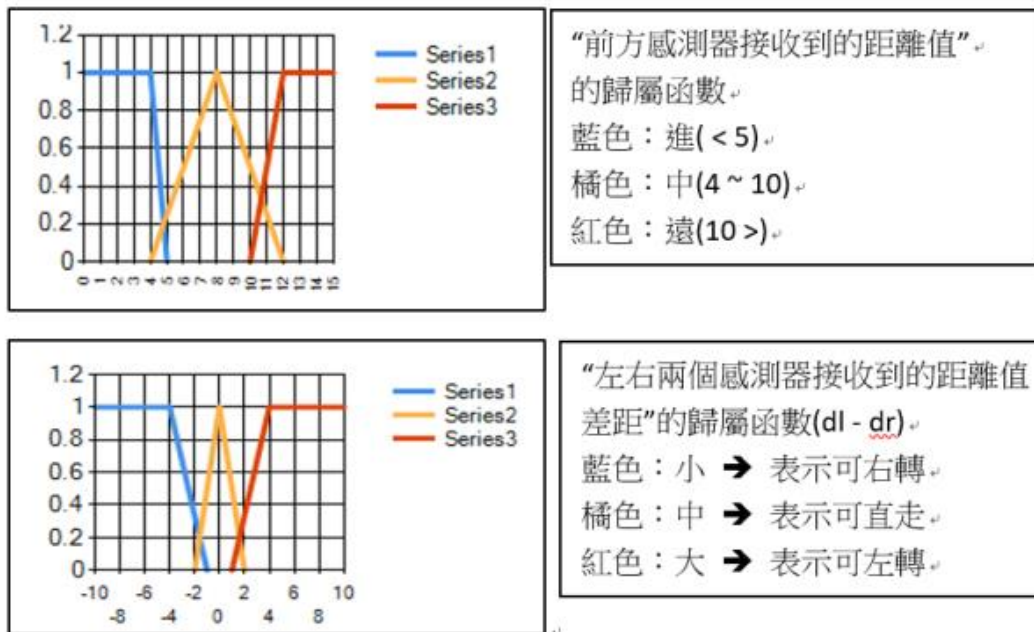 1.2
1
0.8
0.6
0.4
0.2
0
0 1 2 3 4 5 6 7 8 9 10 11 12 13 14 15
Series1
Series2
Series3
“前方感測器接收到的距離值”
的歸屬函數
藍色：進( < 5)
橘色：中(4 ~ 10)
紅色：遠(10 >)
1.2
1
0.8
0.6
0.4
0.2
0
-10 -6 -2 2 6 10
-8 -4 0 4 8
Series1
Series2
Series3
“左右兩個感測器接收到的距離值
差距”的歸屬函數(dl - dr)
藍色：小 ➔ 表示可右轉
橘色：中 ➔ 表示可直走
紅色：大 ➔ 表示可左轉